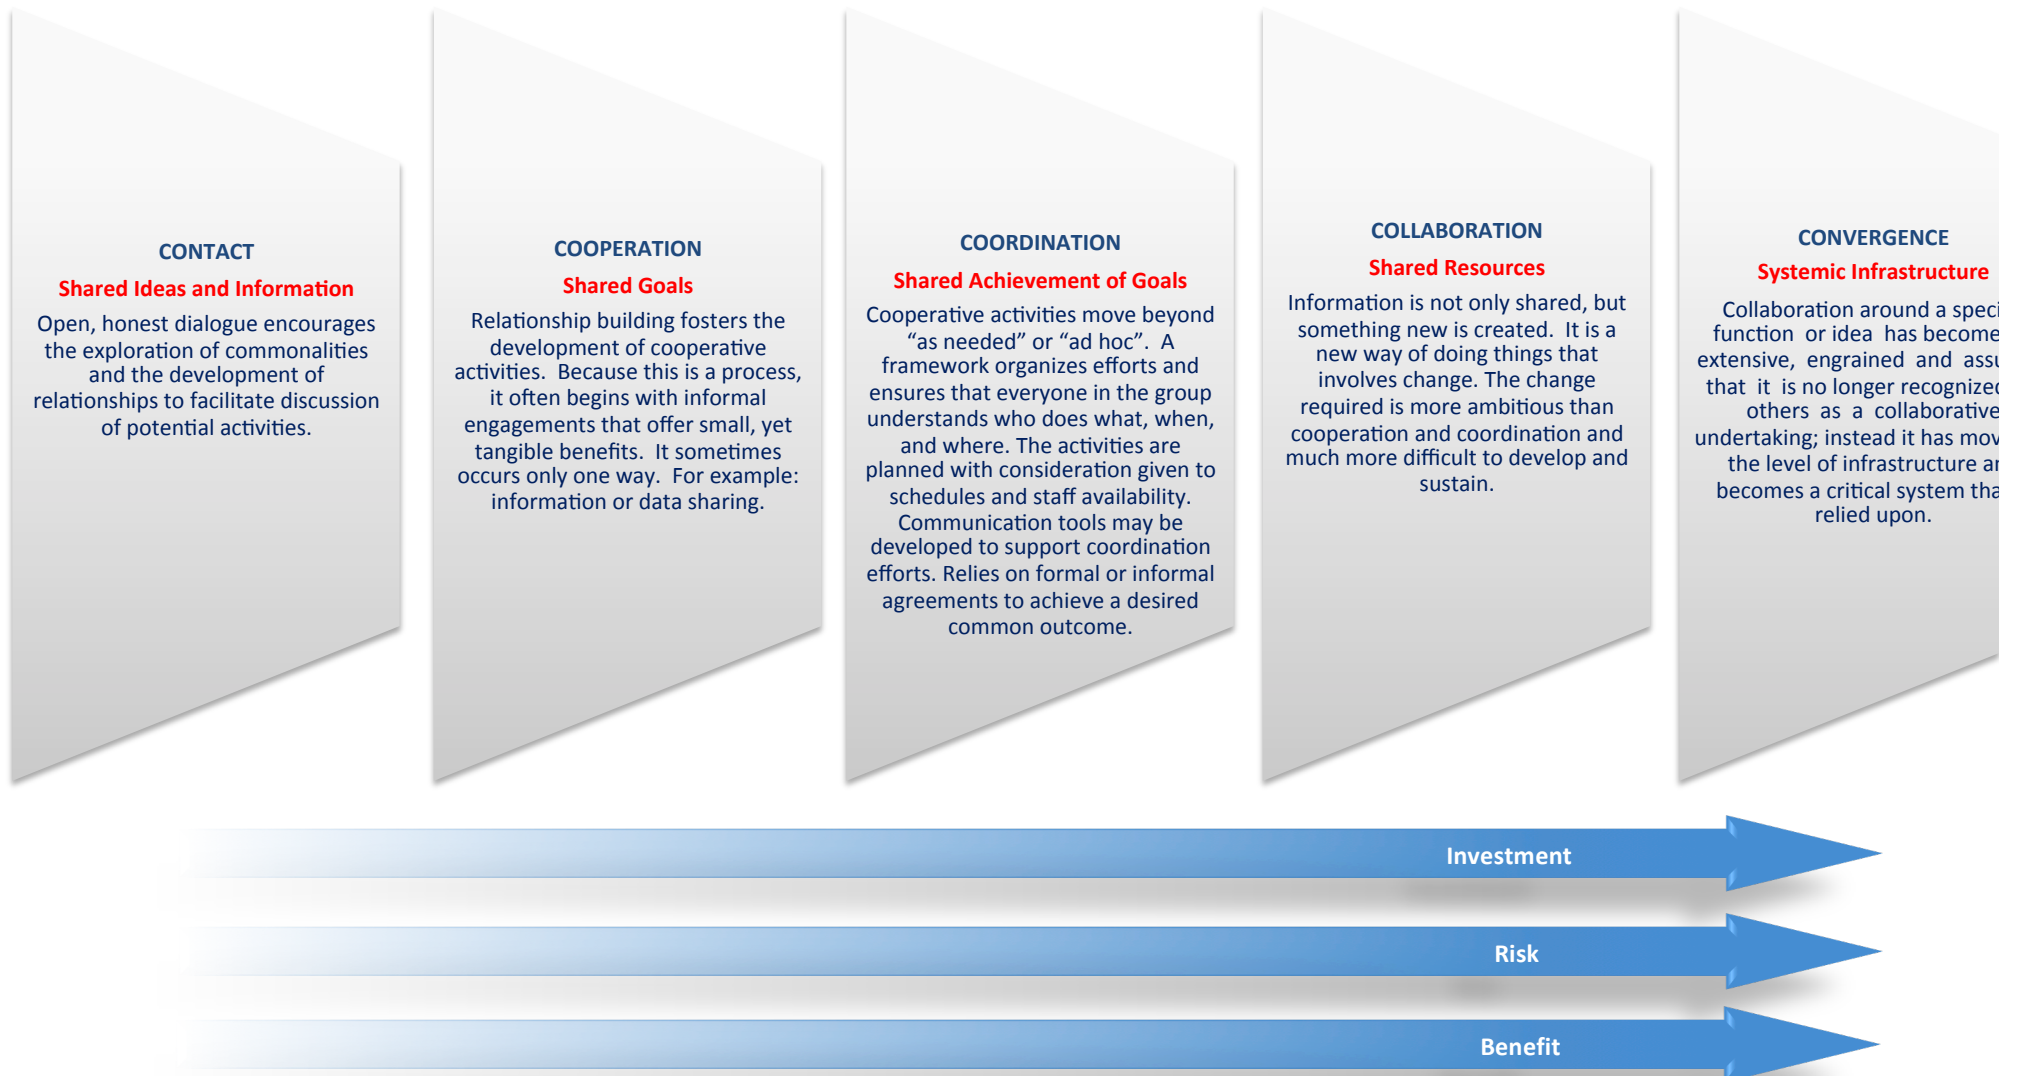 CONTACT
Shared Ideas and Information
Open, honest dialogue encourages
the exploration of commonalities
and the development of
relationships to facilitate discussion
of potential activities.
COOPERATION
Shared Goals
Relationship building fosters the
development of cooperative
activities. Because this is a process,
it often begins with informal
engagements that offer small, yet
tangible benefits. It sometimes
occurs only one way. For example:
information or data sharing.
COORDINATION
Shared Achievement of Goals
Cooperative activities move beyond
“as needed” or “ad hoc”. A
framework organizes efforts and
ensures that everyone in the group
understands who does what, when,
and where. The activities are
planned with consideration given to
schedules and staff availability.
Communication tools may be
developed to support coordination
efforts. Relies on formal or informal
agreements to achieve a desired
common outcome.
COLLABORATION
Shared Resources
Information is not only shared, but
something new is created. It is a
new way of doing things that
involves change. The change
required is more ambitious than
cooperation and coordination and
much more difficult to develop and
sustain.
CONVERGENCE
Systemic Infrastructure
Collaboration around a
function or idea has become
extensive, engrained and
that it is no longer
others as a collaborative
undertaking; instead it has
the level of infrastructure
becomes a critical system
relied upon.
Investment
Risk
Benefit